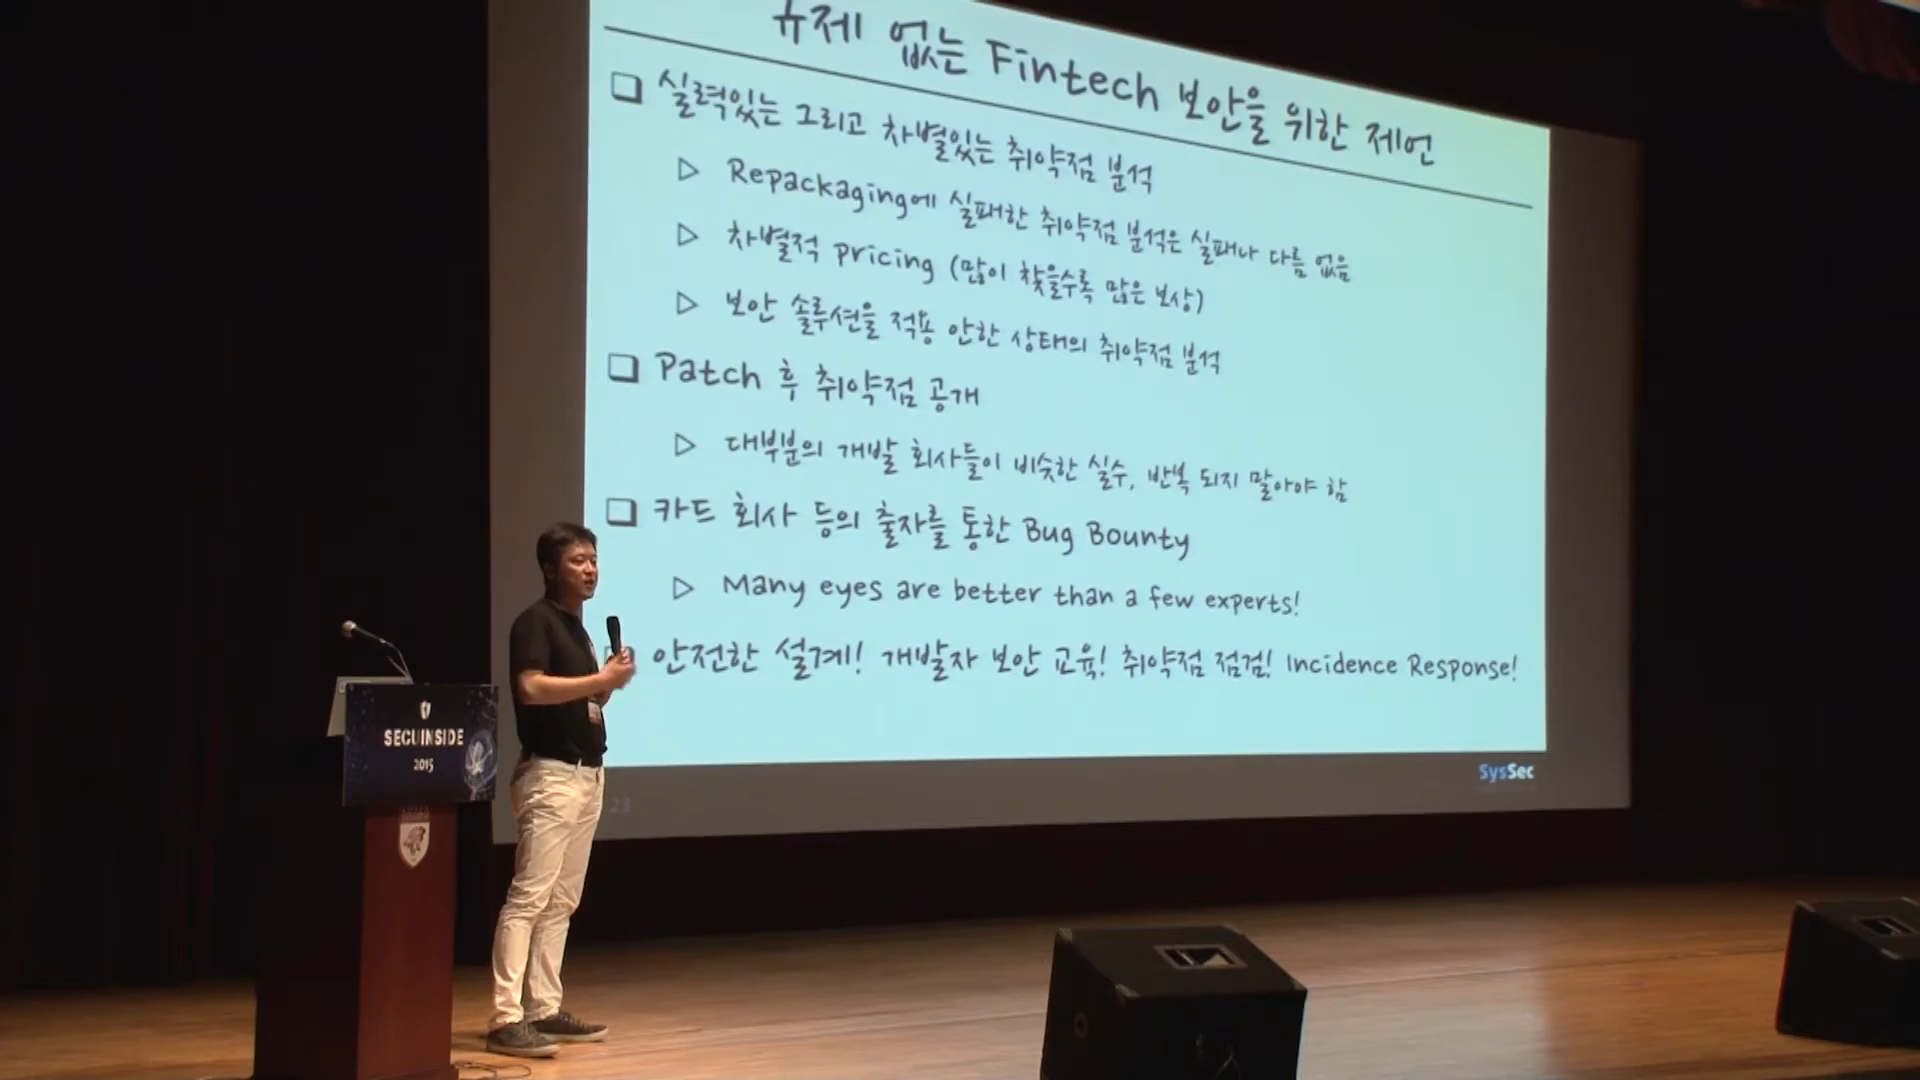 규제 없는 Fintech 보안을 위한 제언
실력있는 그리고 차별있는 취약점 분석
Repackaging에 실패한 취약점 분석은 실패나 다름 없음
차별적 pricing (많이 찾을수록 많은 보상)
보안 솔루션을 적용 안한 상태의 취약점 분석
Patch 후 취약점 공개
대부분의 개발 회사들이 비슷한 실수, 반복 되지 말아야 함
카드 회사 등의 출자를 통한 Bug Bounty
Many eyes are better than a few experts!
안전한 설계! 개발자 보안 교육! 취약점 점검! Incidence Response!
SysSec
23
SECUINSIDE
2015